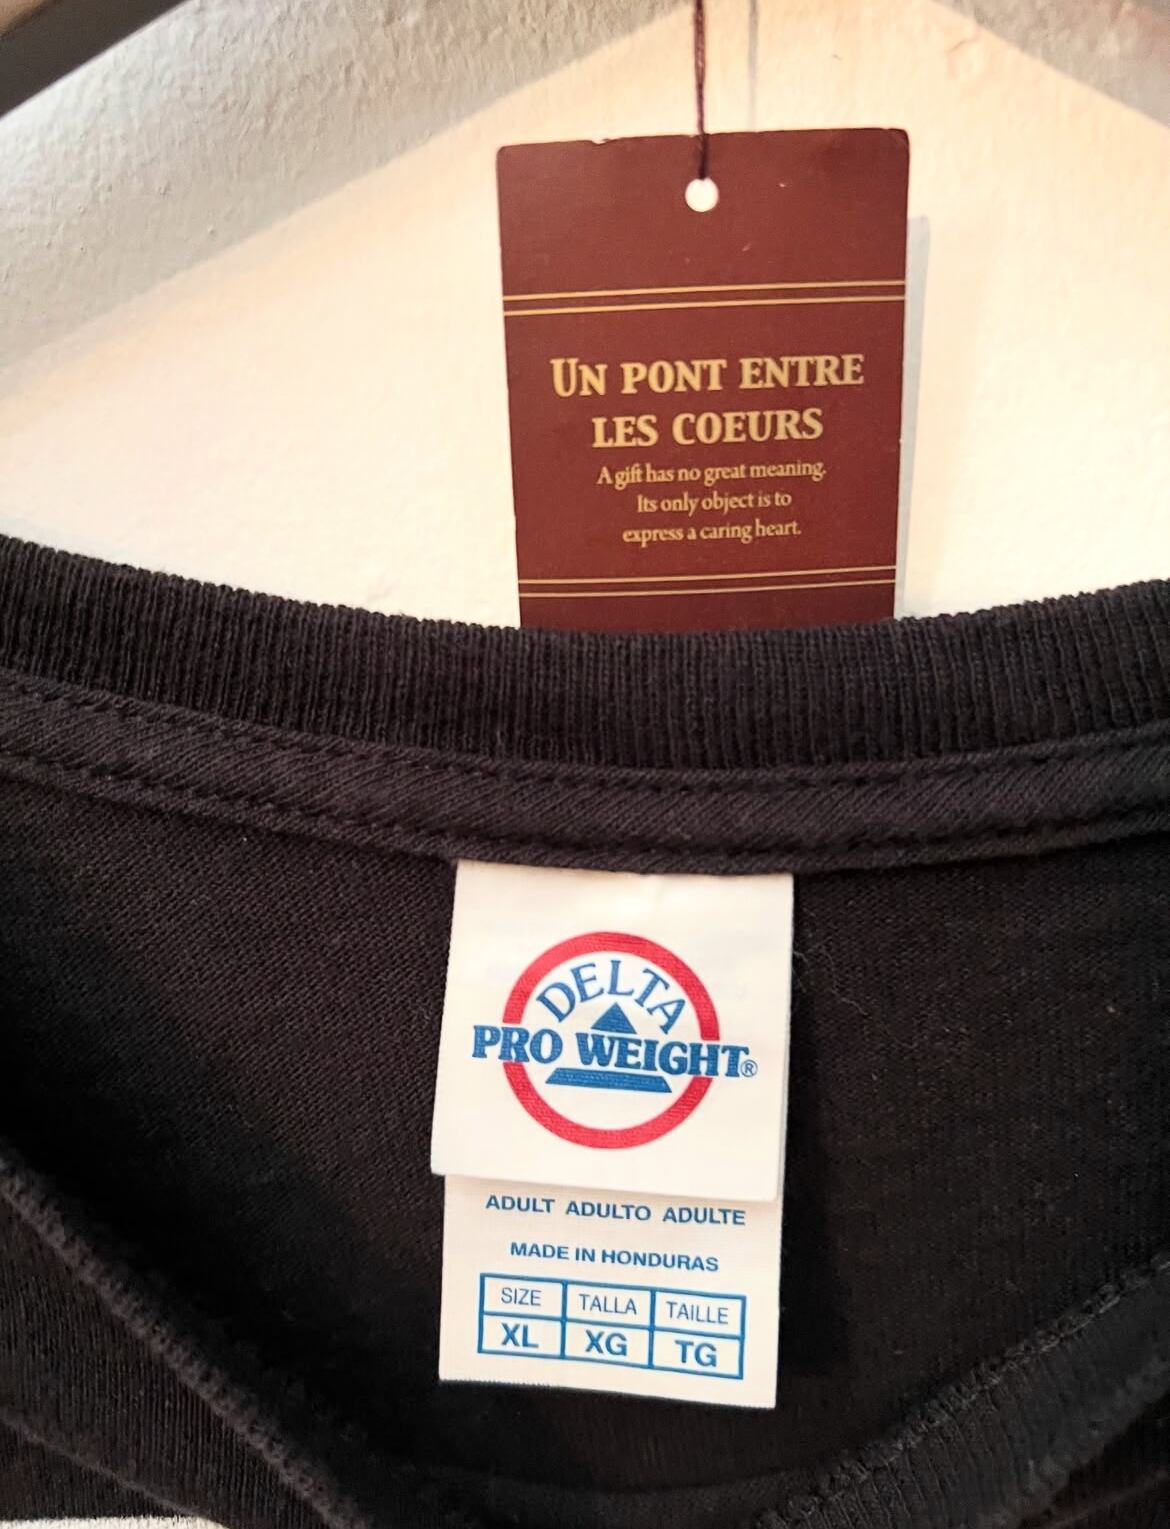 UN PONT ENTRE
LES COEURS
A gift has no great meaning.
Its only object is to
express a caring heart.
DELTA
PRO WEIGHT®
ADULT ADULTO ADULTE
MADE IN HONDURAS
SIZE TALLA TAILLE
XL XG TG